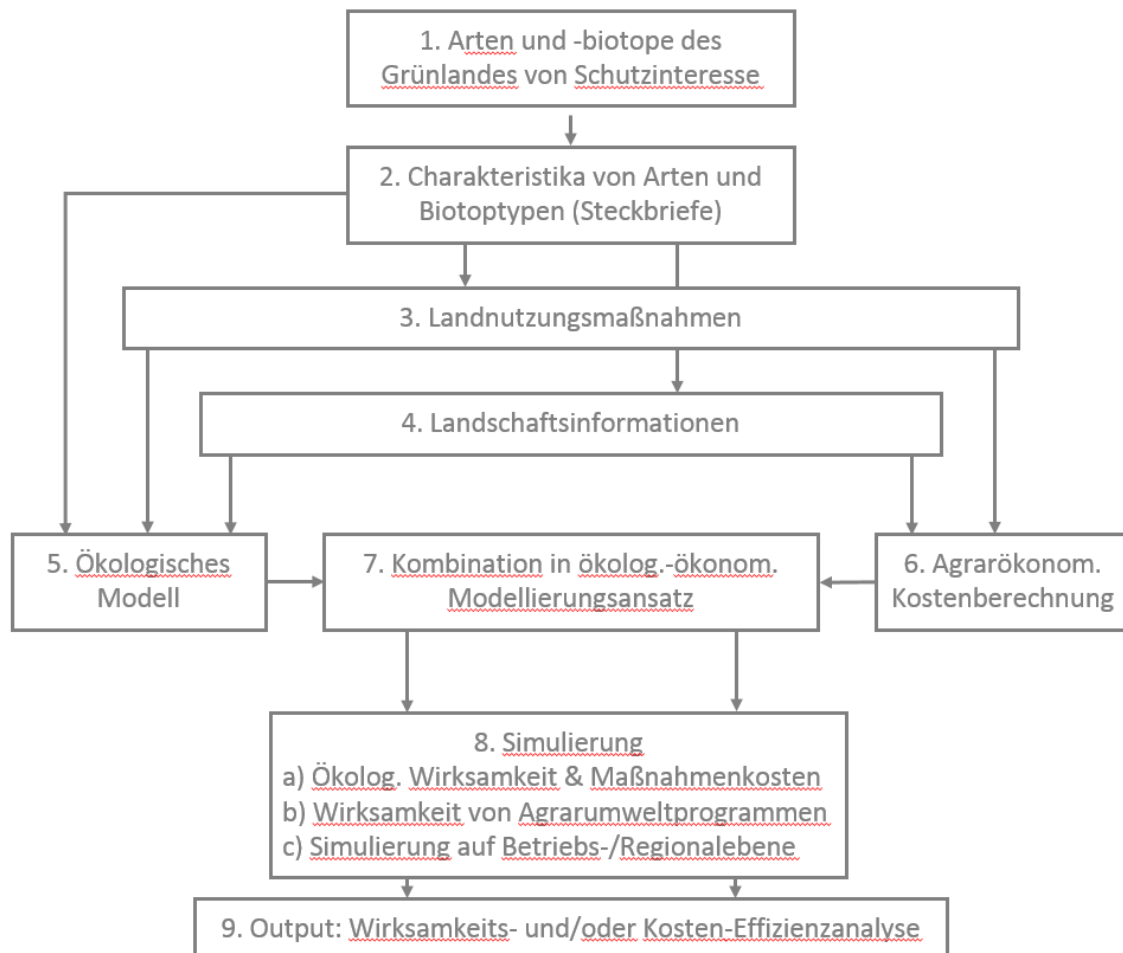 1. Arten und -biotope des
Grünlandes von Schutzinteresse
2. Charakteristika von Arten und
Biotoptypen (Steckbriefe)
3. Landnutzungsmaßnahmen
4. Landschaftsinformationen
5. Ökologisches
Modell
7. Kombination in ökolog.-ökonom.
Modellierungsansatz
6. Agrarökonom.
Kostenberechnung
8. Simulierung
a) Ökolog. Wirksamkeit & Maßnahmenkosten
b) Wirksamkeit von Agrarumweltprogrammen
c) Simulierung auf Betriebs-/Regionalebene
9. Output: Wirksamkeits- und/oder Kosten-Effizienzanalyse